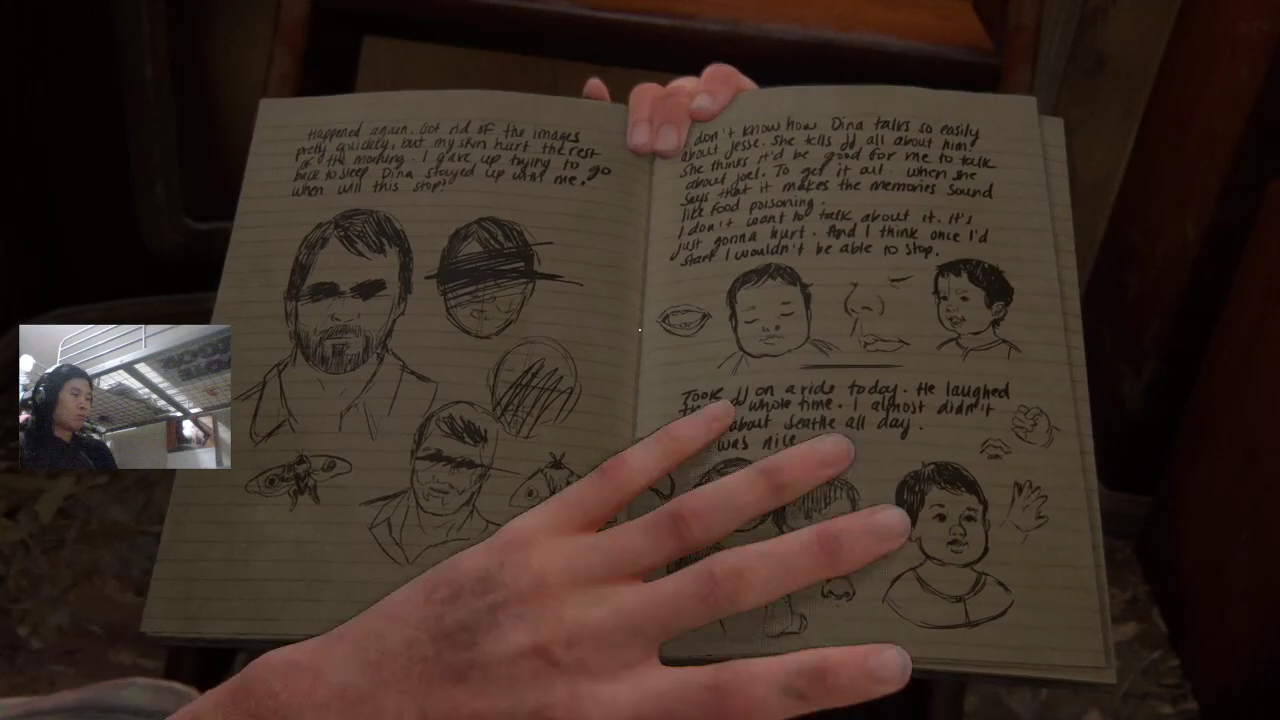 Happened again. Got rid of the images
pretty quickly, but my skin hurt the rest
of the morning. I gave up trying to go
back to sleep. Dina stayed up with me.
When will this stop?
I don't know how Dina talks so easily
about Jesse. She tells JJ all about him.
She thinks it'd be good for me to talk
about Joel. To get it out. When she
says that it makes the memories sound
like food poisoning.
I don't want to talk about it. It's
just gonna hurt. And I think once I'd
start I wouldn't be able to stop.
Took JJ on a ride today. He laughed
whole time. I almost didn't
about Seattle all day.
was nice